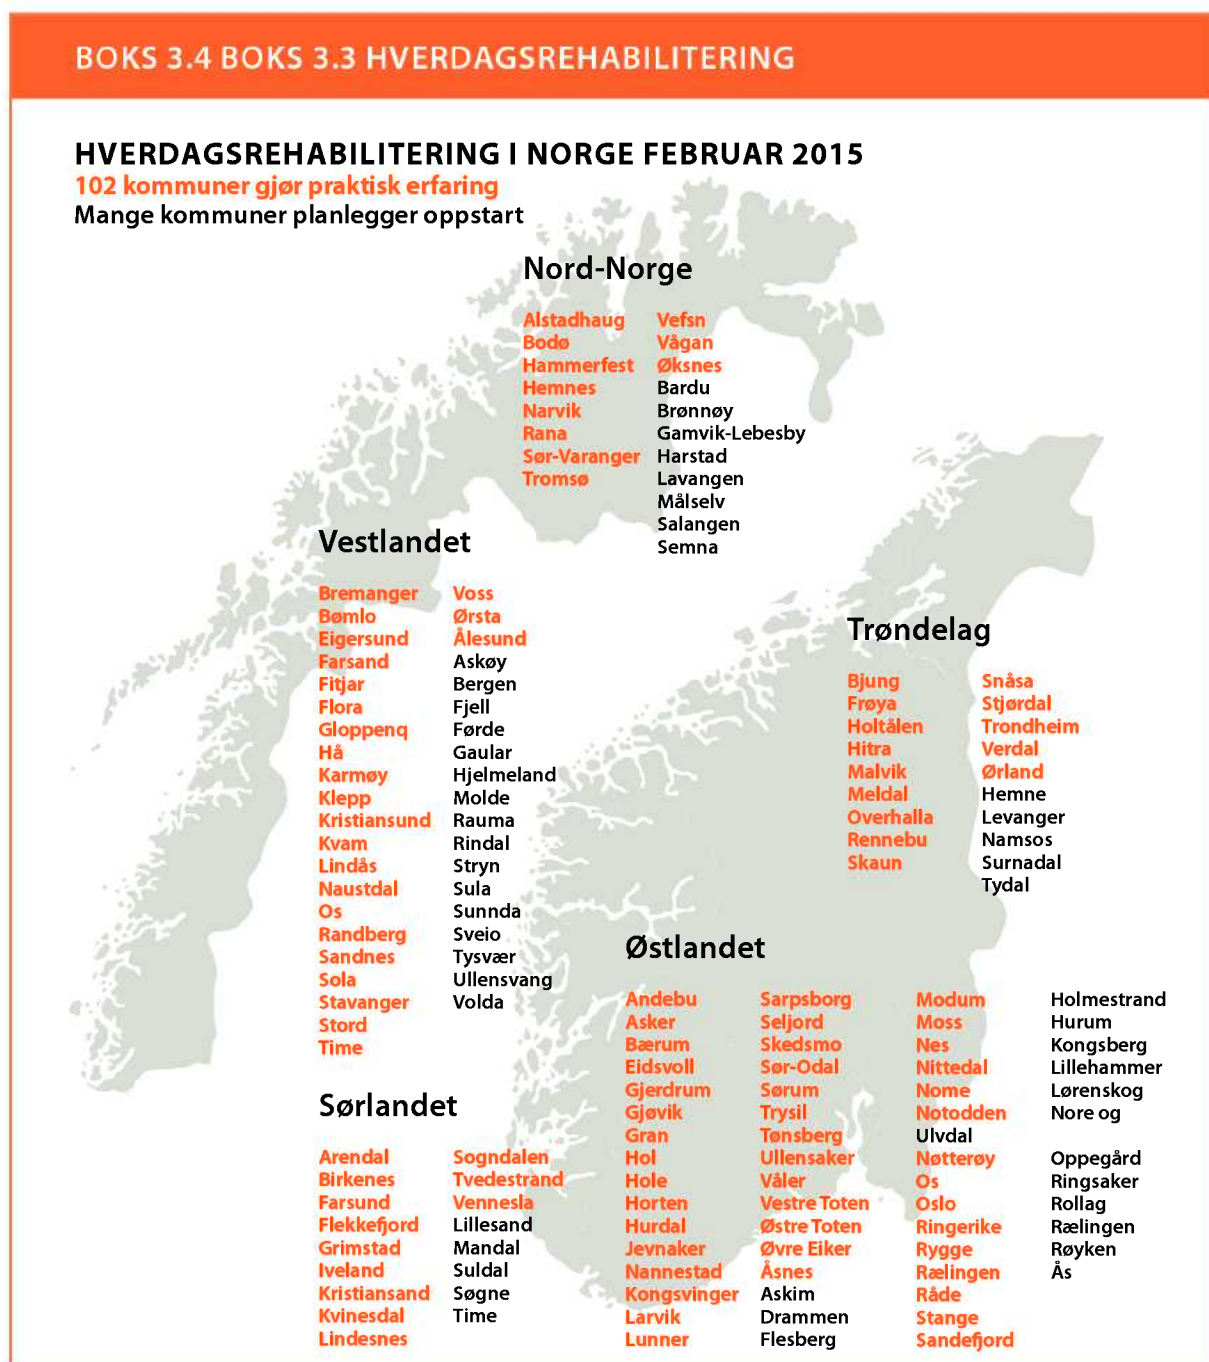 BOKS 3.4 BOKS 3.3 HVERDAGSREHABILITERING
HVERDAGSREHABILITERING I NORGE FEBRUAR 2015
102 kommuner gjør praktisk erfaring
Mange kommuner planlegger oppstart
Nord-Norge
Alstadhaug
Bodø
Hammerfest
Hemnes
Narvik
Rana
Sør-Varanger
Tromsø
Vefsn
Vågan
Øksnes
Bardu
Brønnøy
Gamvik-Lebesby
Harstad
Lavangen
Målselv
Salangen
Semna
Vestlandet
Bremanger
Bømlo
Eigersund
Farsand
Fitjar
Flora
Gloppenq
Hå
Karmøy
Klepp
Kristiansund
Kvam
Lindås
Naustdal
Os
Randberg
Sandnes
Sola
Stavanger
Stord
Time
Voss
Ørsta
Ålesund
Askøy
Bergen
Fjell
Førde
Gaular
Hjelmeland
Molde
Rauma
Rindal
Stryn
Sula
Sunnda
Sveio
Tysvær
Ullensvang
Volda
Trøndelag
Bjung
Frøya
Holtålen
Hitra
Malvik
Meldal
Overhalla
Rennebu
Skaun
Snåsa
Stjørdal
Trondheim
Verdal
Ørland
Hemne
Levanger
Namsos
Surnadal
Tydal
Sørlandet
Arendal
Birkenes
Farsund
Flekkefjord
Grimstad
Iveland
Kristiansand
Kvinesdal
Lindesnes
Sogndalen
Tvedestrand
Vennesla
Lillesand
Mandal
Suldal
Søgne
Time
Østlandet
Andebu
Asker
Bærum
Eidsvoll
Gjerdrum
Gjøvik
Gran
Hol
Hole
Horten
Hurdal
Jevnaker
Nannestad
Kongsvinger
Larvik
Lunner
Sarpsborg
Seljord
Skedsmo
Sør-Odal
Sørum
Trysil
Tønsberg
Ullensaker
Våler
Vestre Toten
Østre Toten
Øvre Eiker
Åsnes
Askim
Drammen
Flesberg
Modum
Moss
Nes
Nittedal
Nome
Notodden
Ulvdal
Nøtterøy
Os
Oslo
Ringerike
Rygge
Rælingen
Råde
Stange
Sandefjord
Holmestrand
Hurum
Kongsberg
Lillehammer
Lørenskog
Nore og
Oppegård
Ringsaker
Rollag
Rælingen
Røyken
Ås